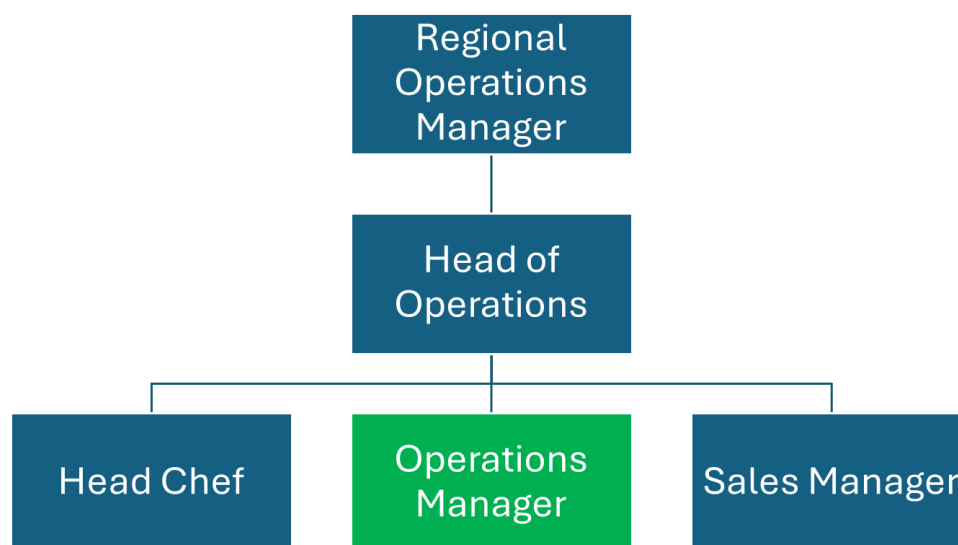 Regional
Operations
Manager
Head of
Operations
Head Chef
Operations
Manager
Sales Manager